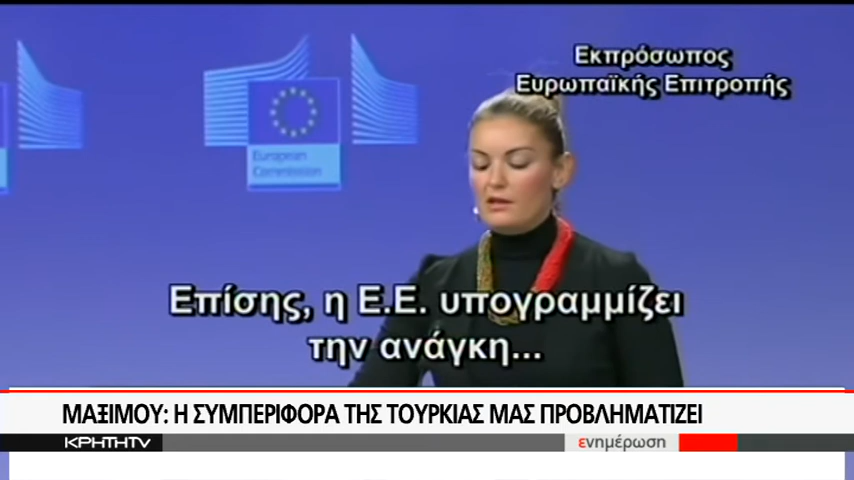 Εκπρόσωπος
Ευρωπαϊκής Επιτροπής
European
Commission
Επίσης, η Ε.Ε. υπογραμμίζει
την ανάγκη...
ΜΑΞΙΜΟΥ: Η ΣΥΜΠΕΡΙΦΟΡΑ ΤΗΣ ΤΟΥΡΚΙΑΣ ΜΑΣ ΠΡΟΒΛΗΜΑΤΙΖΕΙ
ΚΡΗΤΗTV
ενημέρωση